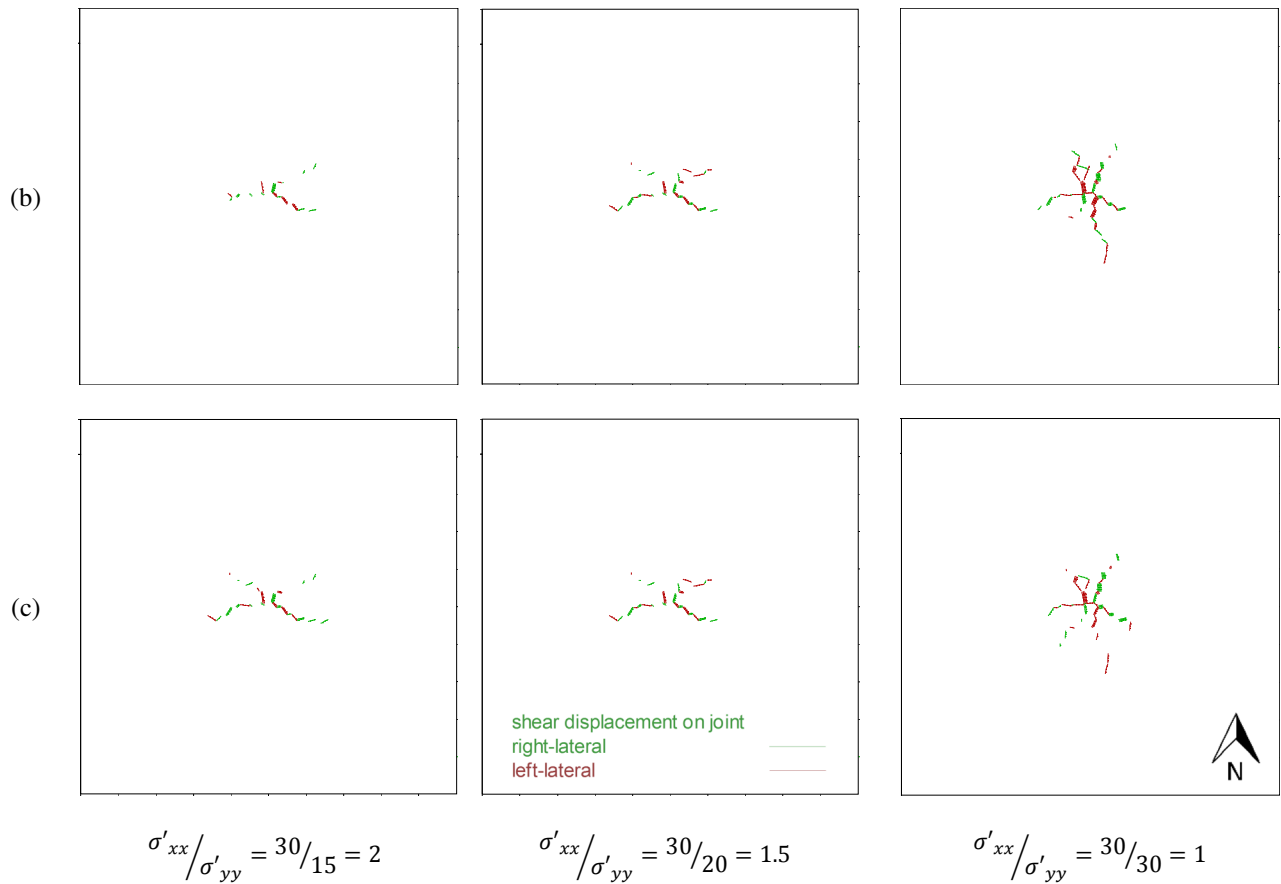 (b)
(c)
shear displacement on joint
right-lateral
left-lateral
N
σ'xx/σ'yy = 30/15 = 2
σ'xx/σ'yy = 30/20 = 1.5
σ'xx/σ'yy = 30/30 = 1